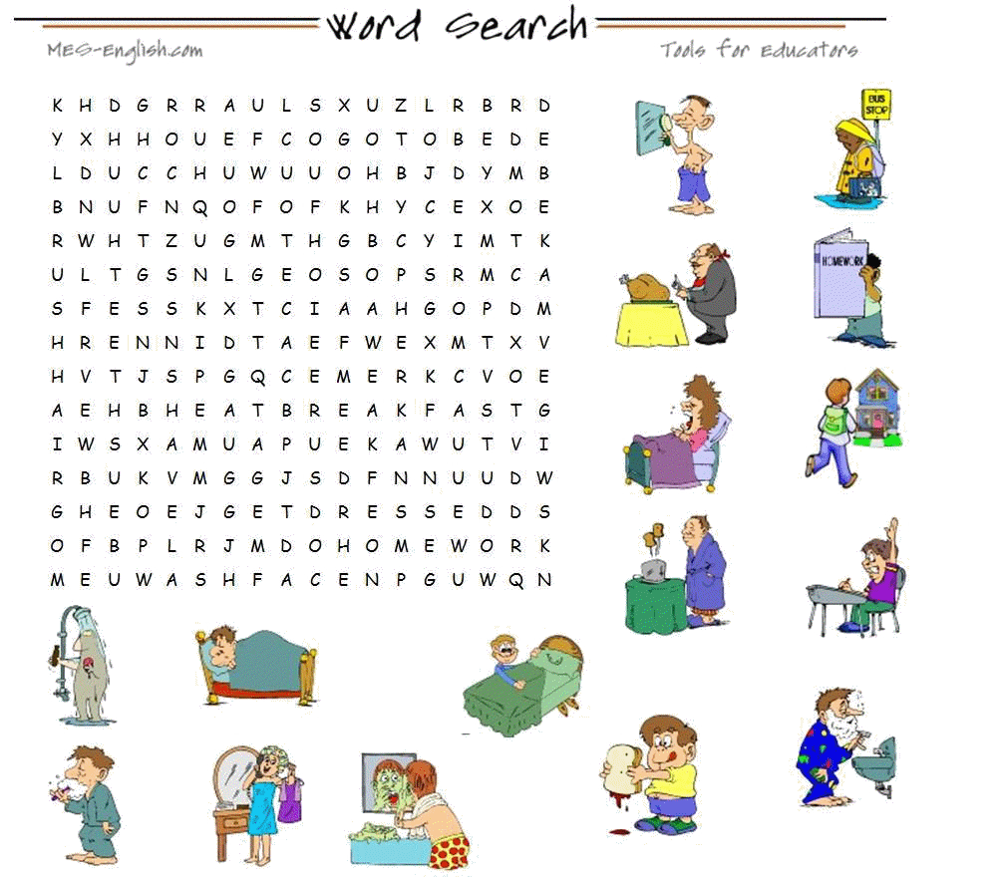 Word Search
MES-English.com
Tools for Educators
K H D G R R A U L S X U Z L R B R D
Y X H H O U E F C O G O T O B E D E
L D U C C H U W U U O H B J D Y M B
B N U F N Q O F O F K H Y C E X O E
R W H T Z U G M T H G B C Y I M T K
U L T G S N L G E O S O P S R M C A
S F E S S K X T C I A A H G O P D M
H R E N N I D T A E F W E X M T X V
H V T J S P G Q C E M E R K C V O E
A E H B H E A T B R E A K F A S T G
I W S X A M U A P U E K A W U T V I
R B U K V M G G J S D F N N U U D W
G H E O E J G E T D R E S S E D D S
O F B P L R J M D O H O M E W O R K
M E U W A S H F A C E N P G U W Q N
BUS
STOP
HOMEWORK